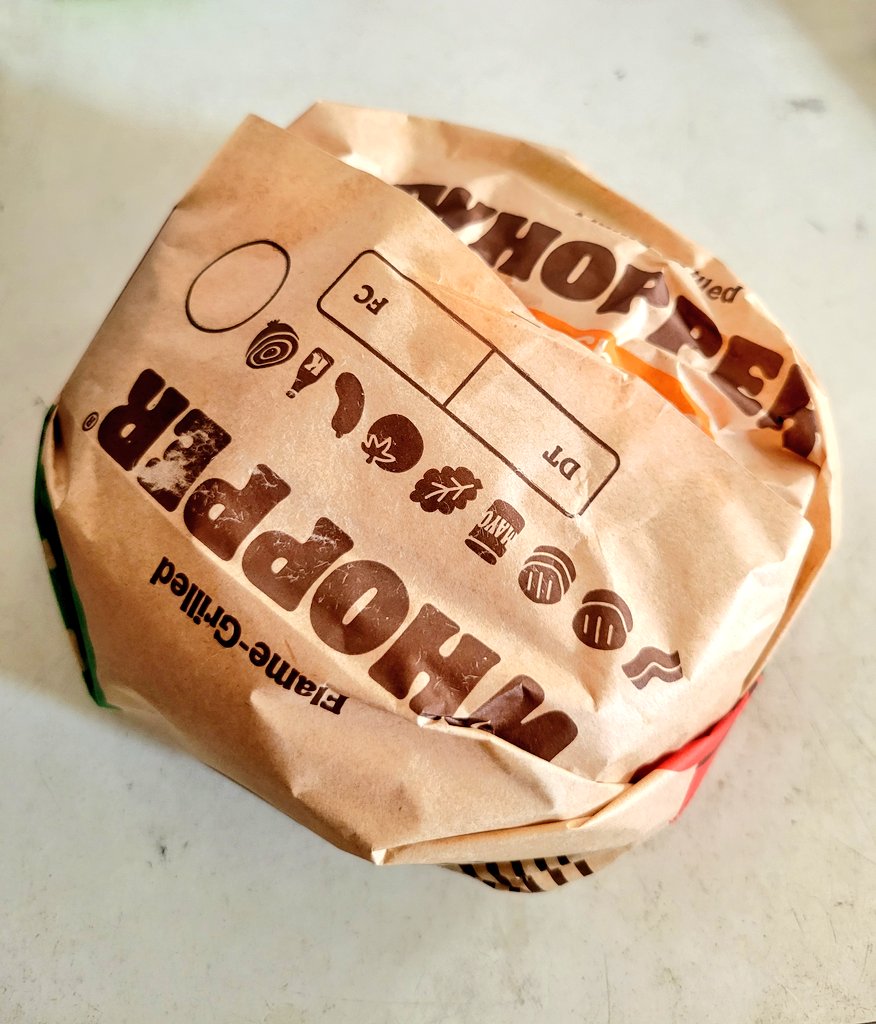 Flame-Grilled
WHOPPER®
MAYO
K
DT
FC
WHOPPER